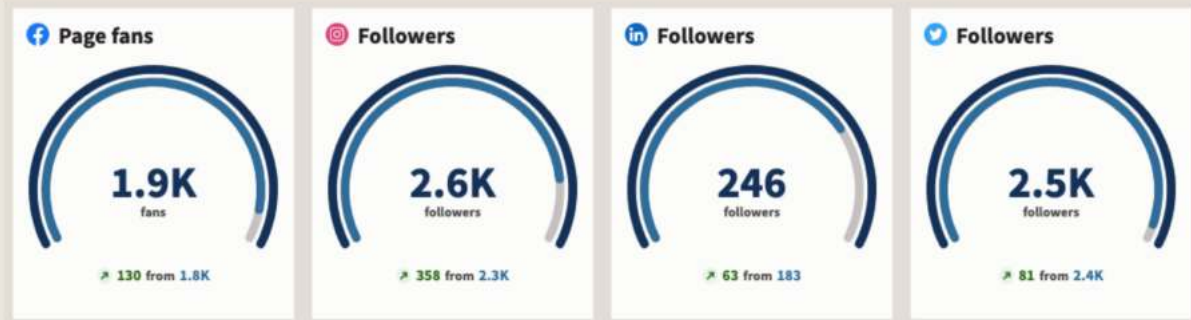 Page fans
1.9K
fans
130 from 1.8K
in Followers
2.6K
followers
358 from 2.3K
Followers
246
followers
63 from 183
Followers
2.5K
followers
81 from 2.4K